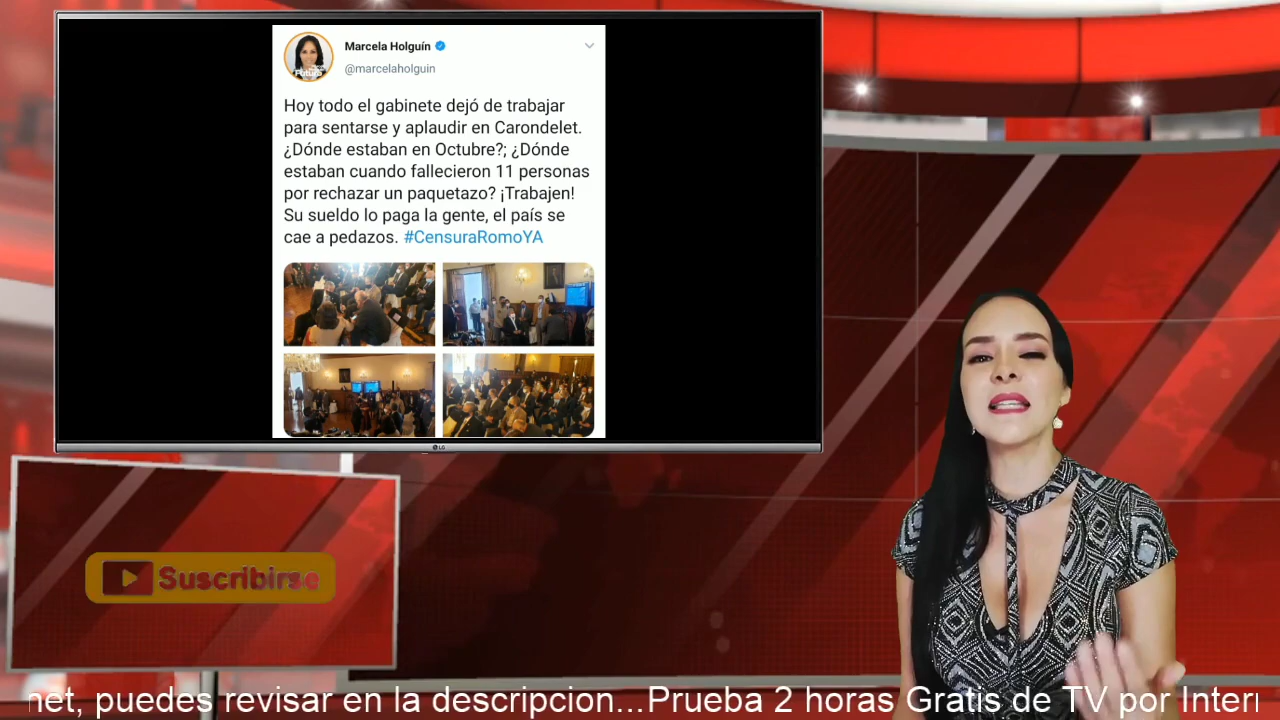 Marcela Holguín
@marcelaholguin
Hoy todo el gabinete dejó de trabajar
para sentarse y aplaudir en Carondelet.
¿Dónde estaban en Octubre?; ¿Dónde
estaban cuando fallecieron 11 personas
por rechazar un paquetazo? ¡Trabajen!
Su sueldo lo paga la gente, el país se
cae a pedazos. #CensuraRomoYA
Futuro
LG
Suscribirse
net, puedes revisar en la descripcion...Prueba 2 horas Gratis de TV por Inter